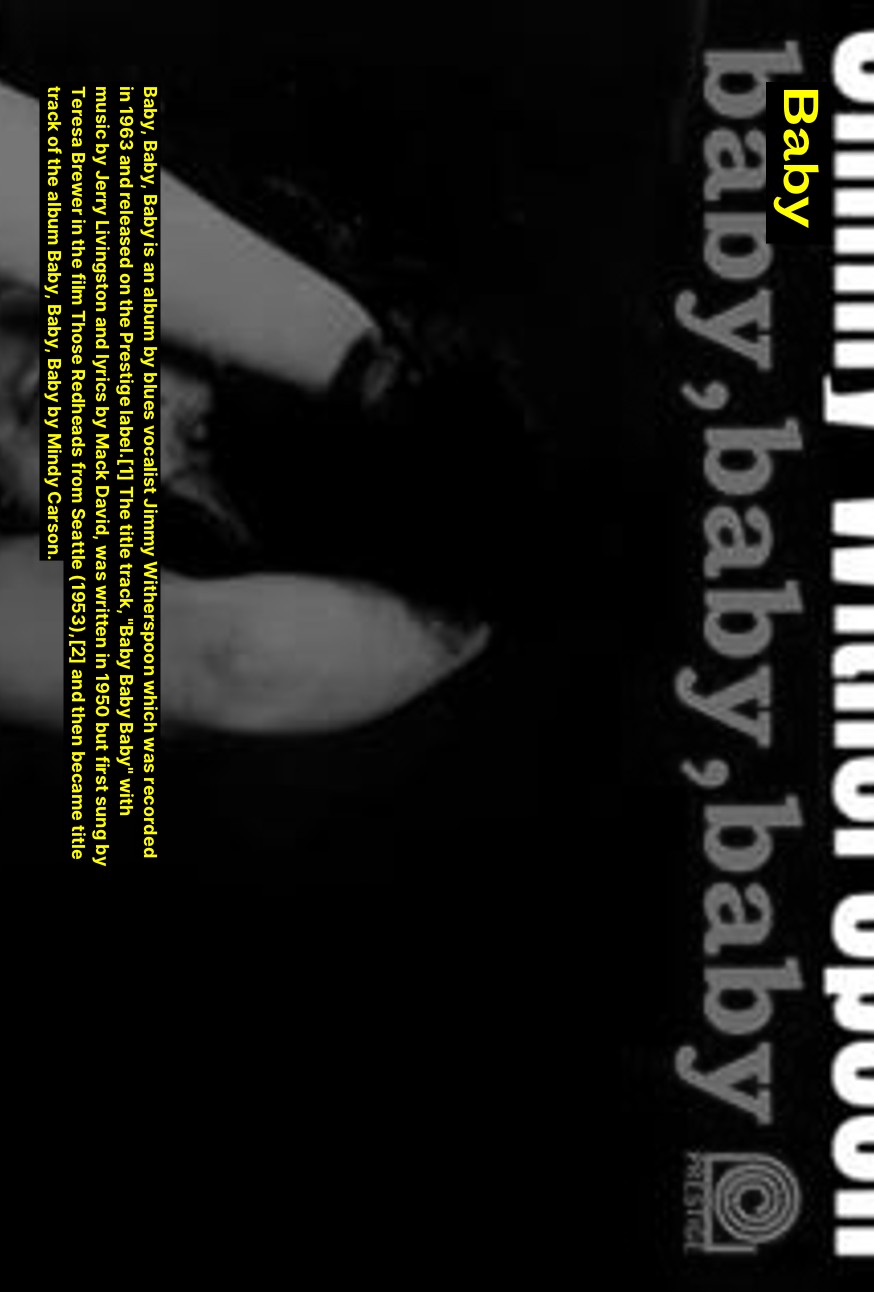 Jimmy Witherspoon
Baby
baby, baby, baby
PRESTIGE
Baby, Baby, Baby is an album by blues vocalist Jimmy Witherspoon which was recorded
in 1963 and released on the Prestige label.[1] The title track, "Baby Baby Baby" with
music by Jerry Livingston and lyrics by Mack David, was written in 1950 but first sung by
Teresa Brewer in the film Those Redheads from Seattle (1953),[2] and then became title
track of the album Baby, Baby, Baby by Mindy Carson.